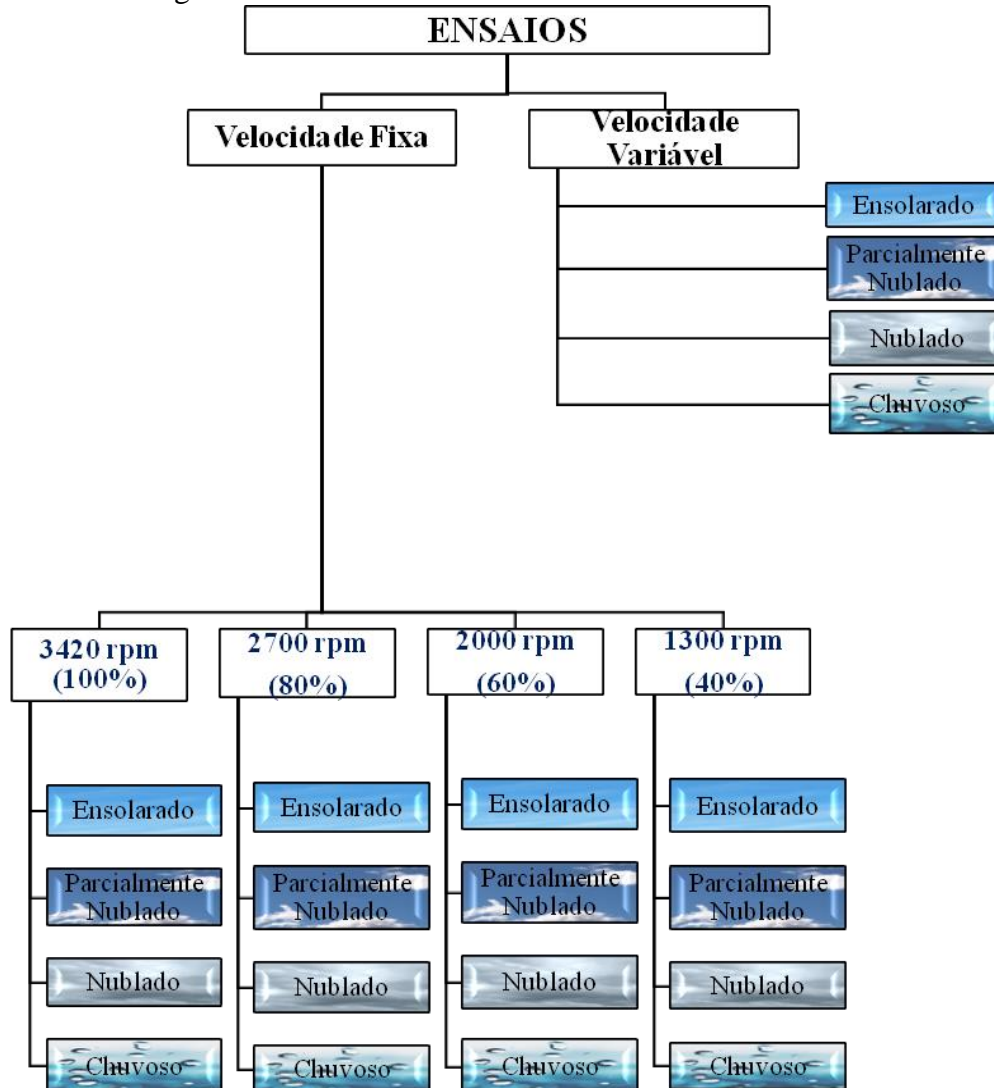 ENSAIOS
Velocidade Fixa
Velocidade
Variável
Ensolarado
Parcialmente
Nublado
Nublado
Chuvoso
3420 rpm
(100%)
2700 rpm
(80%)
2000 rpm
(60%)
1300 rpm
(40%)
Ensolarado
Parcialmente
Nublado
Nublado
Chuvoso
Ensolarado
Parcialmente
Nublado
Nublado
Chuvoso
Ensolarado
Parcialmente
Nublado
Nublado
Chuvoso
Ensolarado
Parcialmente
Nublado
Nublado
Chuvoso